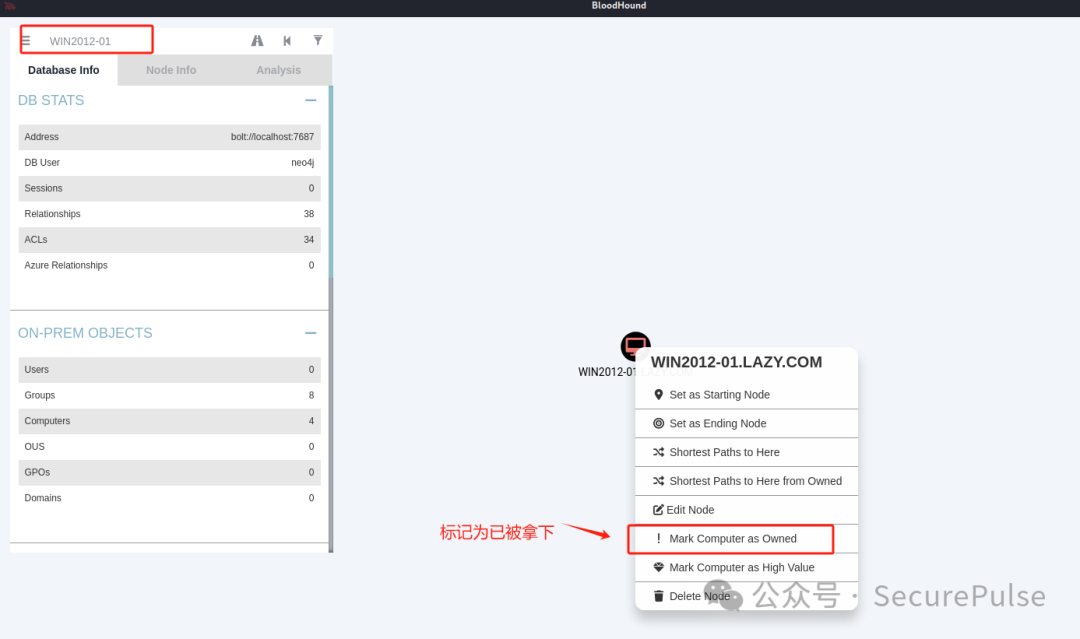 BloodHound
WIN2012-01
Database Info Node Info Analysis
DB STATS
Address bolt://localhost:7687
DB User neo4j
Sessions 0
Relationships 38
ACLs 34
Azure Relationships 0
ON-PREM OBJECTS
Users 0
Groups 8
Computers 4
OUS 0
GPOs 0
Domains 0
WIN2012-01.LAZY.COM
WIN2012-01
Set as Starting Node
Set as Ending Node
Shortest Paths to Here
Shortest Paths to Here from Owned
Edit Node
标记为已被拿下
! Mark Computer as Owned
Mark Computer as High Value
Delete Node
公众号 · SecurePulse